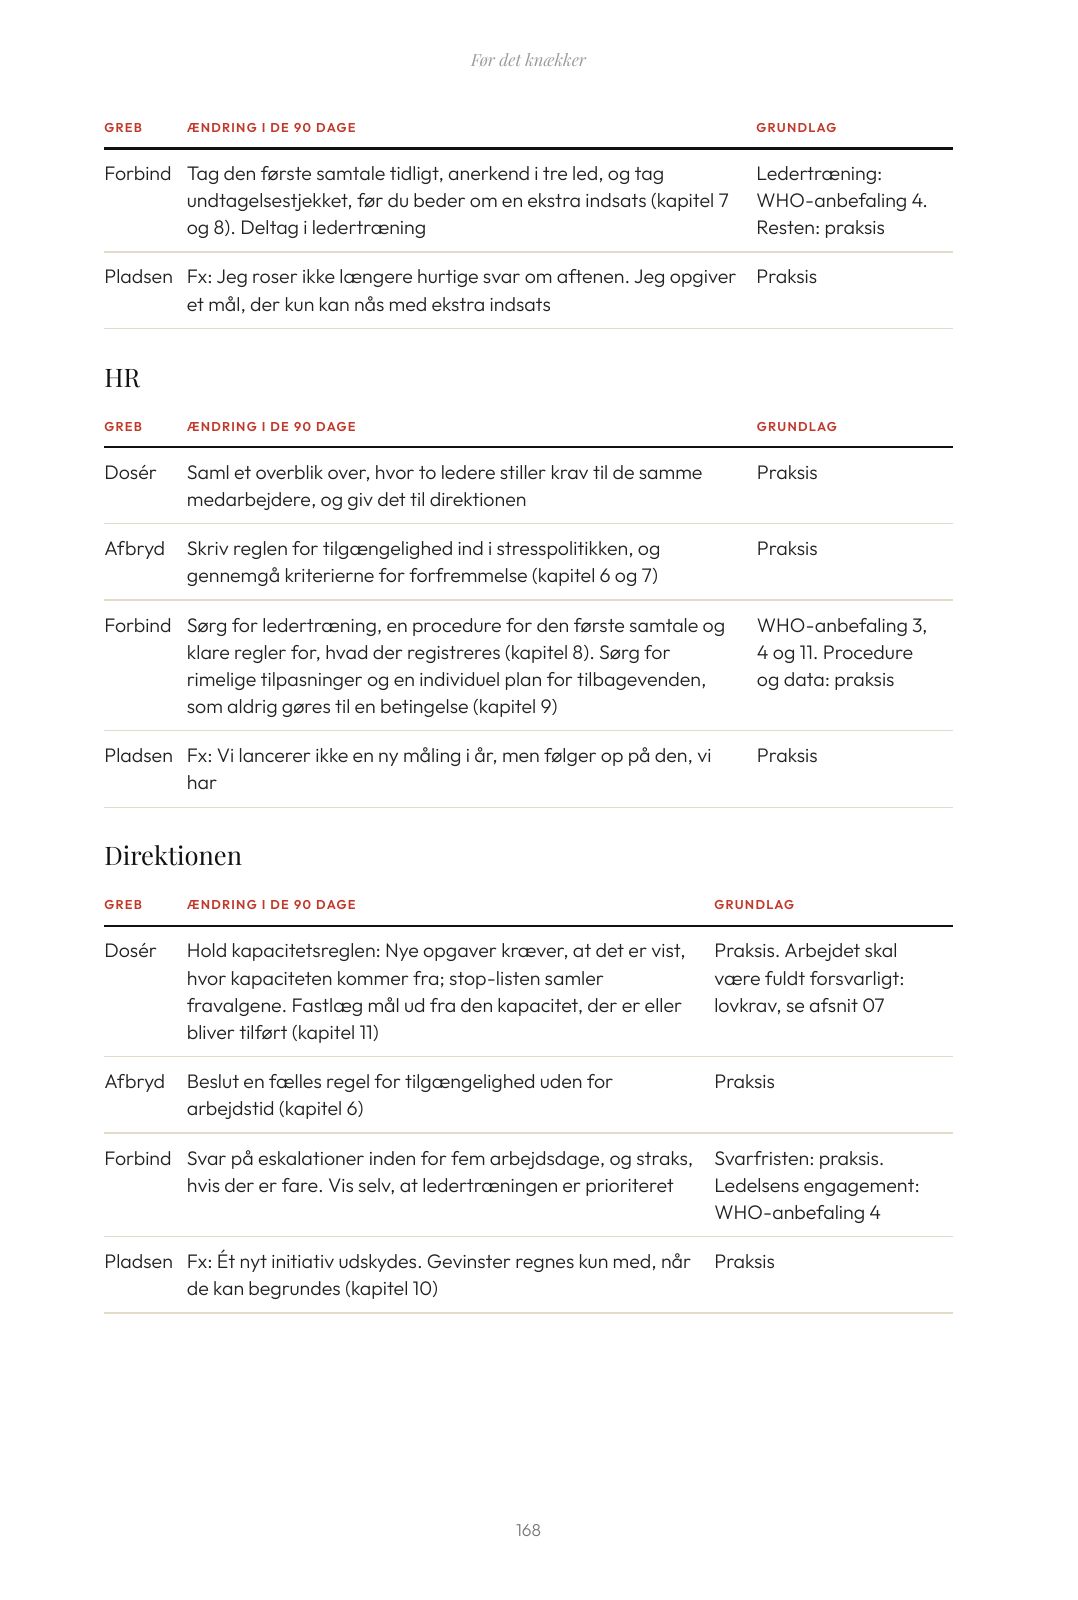 Før det knækker
GREB ÆNDRING I DE 90 DAGE GRUNDLAG
Forbind Tag den første samtale tidligt, anerkend i tre led, og tag Ledertræning:
undtagelsestjekket, før du beder om en ekstra indsats (kapitel 7 WHO-anbefaling 4.
og 8). Deltag i ledertræning Resten: praksis
Pladsen Fx: Jeg roser ikke længere hurtige svar om aftenen. Jeg opgiver Praksis
et mål, der kun kan nås med ekstra indsats
HR
GREB ÆNDRING I DE 90 DAGE GRUNDLAG
Dosér Saml et overblik over, hvor to ledere stiller krav til de samme Praksis
medarbejdere, og giv det til direktionen
Afbryd Skriv reglen for tilgængelighed ind i stresspolitikken, og Praksis
gennemgå kriterierne for forfremmelse (kapitel 6 og 7)
Forbind Sørg for ledertræning, en procedure for den første samtale og WHO-anbefaling 3,
klare regler for, hvad der registreres (kapitel 8). Sørg for 4 og 11. Procedure
rimelige tilpasninger og en individuel plan for tilbagevenden, og data: praksis
som aldrig gøres til en betingelse (kapitel 9)
Pladsen Fx: Vi lancerer ikke en ny måling i år, men følger op på den, vi Praksis
har
Direktionen
GREB ÆNDRING I DE 90 DAGE GRUNDLAG
Dosér Hold kapacitetsreglen: Nye opgaver kræver, at det er vist, Praksis. Arbejdet skal
hvor kapaciteten kommer fra; stop-listen samler være fuldt forsvarligt:
fravalgene. Fastlæg mål ud fra den kapacitet, der er eller lovkrav, se afsnit 07
bliver tilført (kapitel 11)
Afbryd Beslut en fælles regel for tilgængelighed uden for Praksis
arbejdstid (kapitel 6)
Forbind Svar på eskalationer inden for fem arbejdsdage, og straks, Svarfristen: praksis.
hvis der er fare. Vis selv, at ledertræningen er prioriteret Ledelsens engagement:
WHO-anbefaling 4
Pladsen Fx: Ét nyt initiativ udskydes. Gevinster regnes kun med, når Praksis
de kan begrundes (kapitel 10)
168